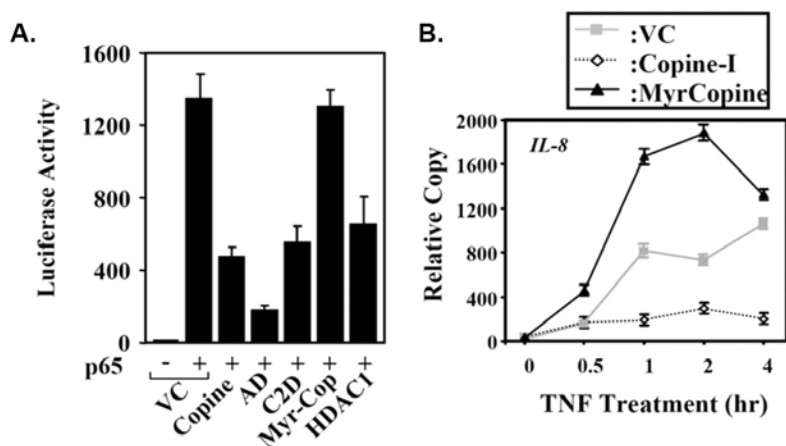 A.
Luciferase Activity
1600
1200
800
400
0
p65 - + + + + + +
VC Copine AD C2D Myr-Cop HDAC1
B.
:VC
:Copine-I
:MyrCopine
IL-8
Relative Copy
2000
1600
1200
800
400
0
0 0.5 1 2 4
TNF Treatment (hr)